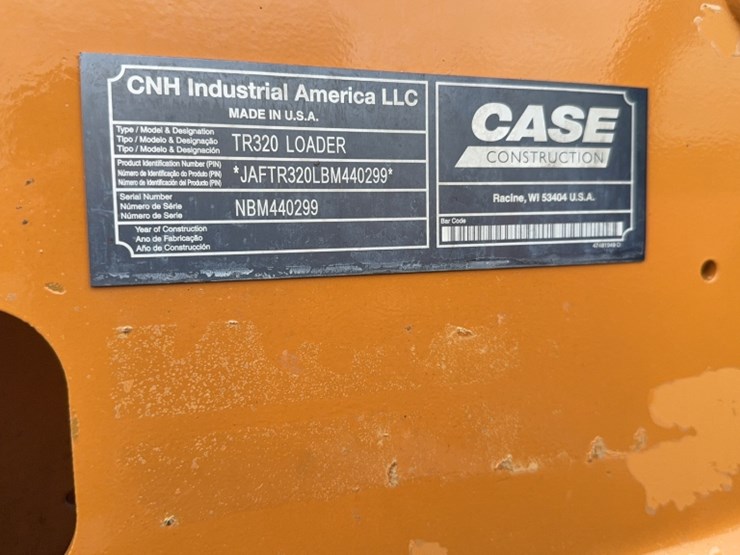 CNH Industrial America LLC
MADE IN U.S.A.
Type / Model & Designation
Tipo / Modelo & Designação
Tipo / Modelo & Designación
TR320 LOADER
Product Identification Number (PIN)
Número de Identificação do Produto (PIN)
Número de Identificación del Producto (PIN)
*JAFTR320LBM440299*
Serial Number
Número de Série
Número de Serie
NBM440299
Year of Construction
Ano de Fabricação
Año de Construcción
CASE
CONSTRUCTION
Racine, WI 53404 U.S.A.
Bar Code